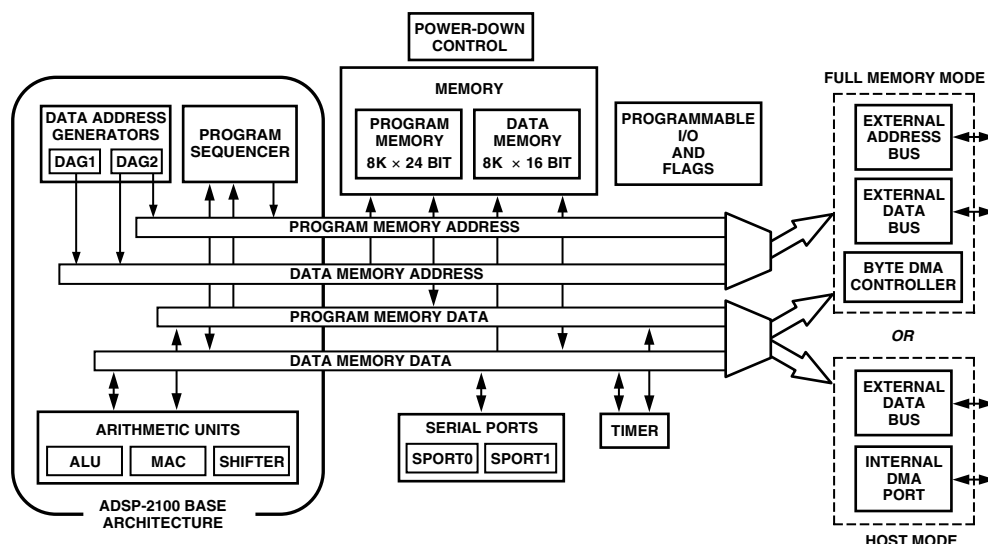 POWER-DOWN
CONTROL
FULL MEMORY MODE
MEMORY
PROGRAM
MEMORY
8K × 24 BIT
DATA
MEMORY
8K × 16 BIT
PROGRAMMABLE
I/O
AND
FLAGS
DATA ADDRESS
GENERATORS
DAG1
DAG2
PROGRAM
SEQUENCER
EXTERNAL
ADDRESS
BUS
EXTERNAL
DATA
BUS
BYTE DMA
CONTROLLER
PROGRAM MEMORY ADDRESS
DATA MEMORY ADDRESS
PROGRAM MEMORY DATA
DATA MEMORY DATA
OR
EXTERNAL
DATA
BUS
INTERNAL
DMA
PORT
HOST MODE
ARITHMETIC UNITS
ALU
MAC
SHIFTER
SERIAL PORTS
SPORT0
SPORT1
TIMER
ADSP-2100 BASE
ARCHITECTURE